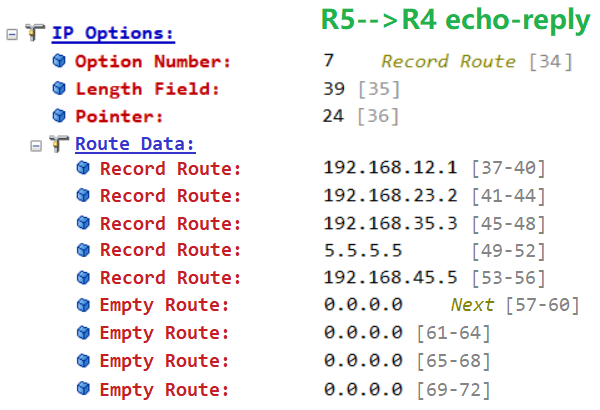 R5-->R4 echo-reply
IP Options:
Option Number: 7 Record Route [34]
Length Field: 39 [35]
Pointer: 24 [36]
Route Data:
Record Route: 192.168.12.1 [37-40]
Record Route: 192.168.23.2 [41-44]
Record Route: 192.168.35.3 [45-48]
Record Route: 5.5.5.5 [49-52]
Record Route: 192.168.45.5 [53-56]
Empty Route: 0.0.0.0 Next [57-60]
Empty Route: 0.0.0.0 [61-64]
Empty Route: 0.0.0.0 [65-68]
Empty Route: 0.0.0.0 [69-72]